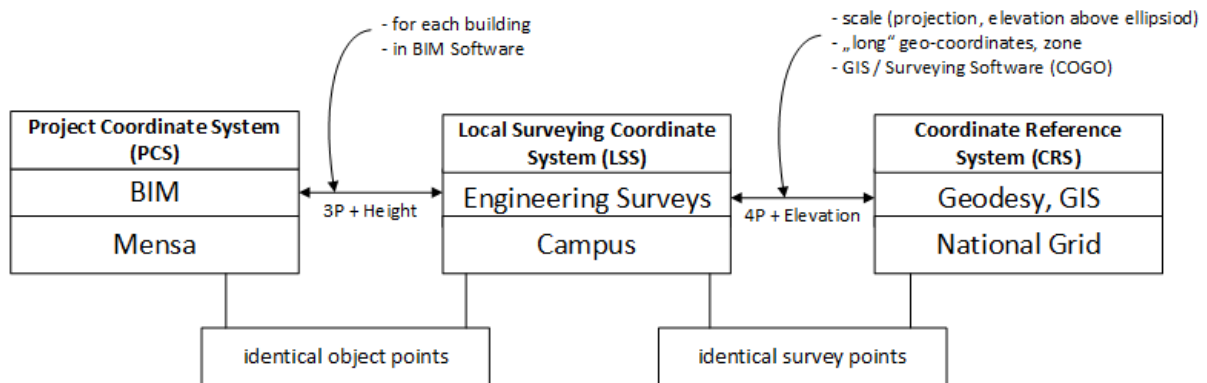 - for each building
- in BIM Software
- scale (projection, elevation above ellipsiod)
- „long“ geo-coordinates, zone
- GIS / Surveying Software (COGO)
Project Coordinate System
(PCS)
BIM
Mensa
3P + Height
Local Surveying Coordinate
System (LSS)
Engineering Surveys
Campus
4P + Elevation
Coordinate Reference
System (CRS)
Geodesy, GIS
National Grid
identical object points
identical survey points